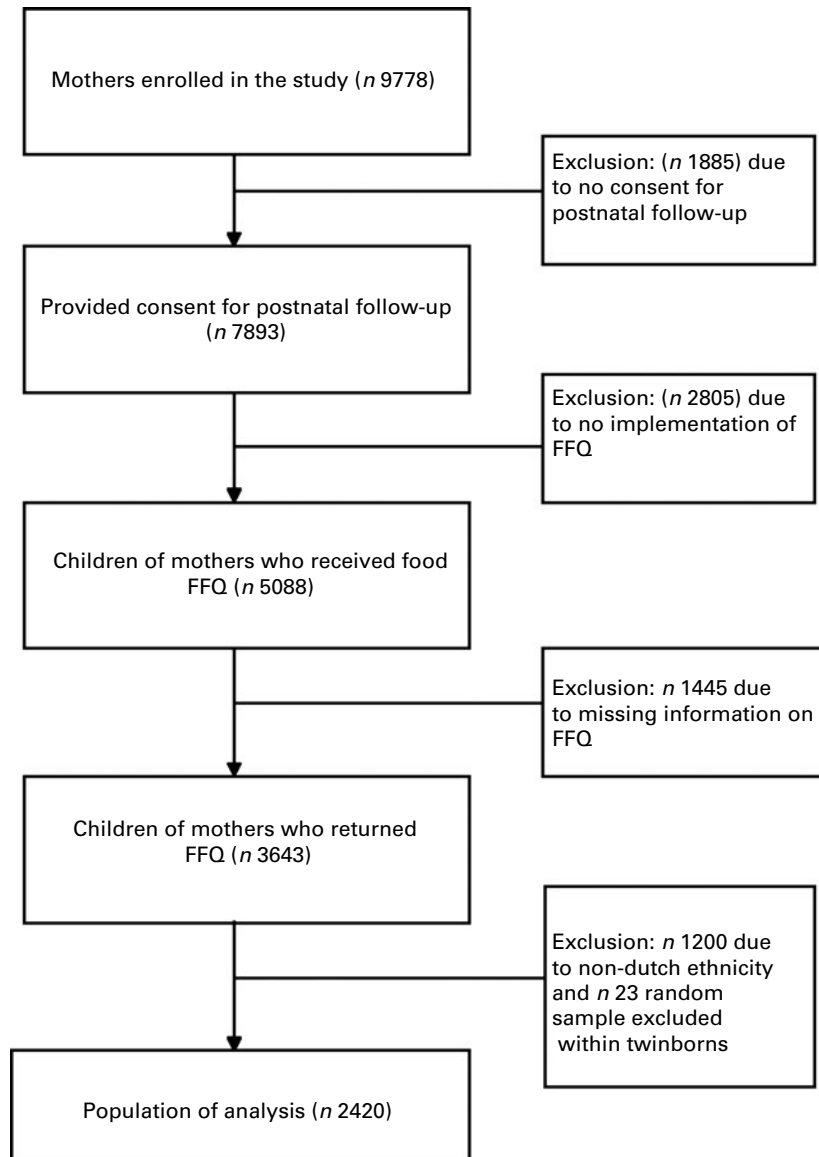 Mothers enrolled in the study (n 9778)
Exclusion: (n 1885) due
to no consent for
postnatal follow-up
Provided consent for postnatal follow-up
(n 7893)
Exclusion: (n 2805) due
to no implementation of
FFQ
Children of mothers who received food
FFQ (n 5088)
Exclusion: n 1445 due
to missing information on
FFQ
Children of mothers who returned
FFQ (n 3643)
Exclusion: n 1200 due
to non-dutch ethnicity
and n 23 random
sample excluded
within twinborns
Population of analysis (n 2420)